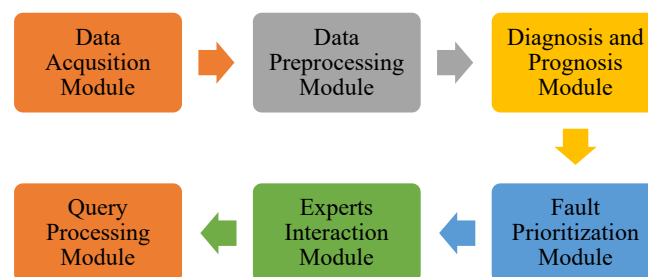 Data
Acqusition
Module
Data
Preprocessing
Module
Diagnosis and
Prognosis
Module
Query
Processing
Module
Experts
Interaction
Module
Fault
Prioritization
Module